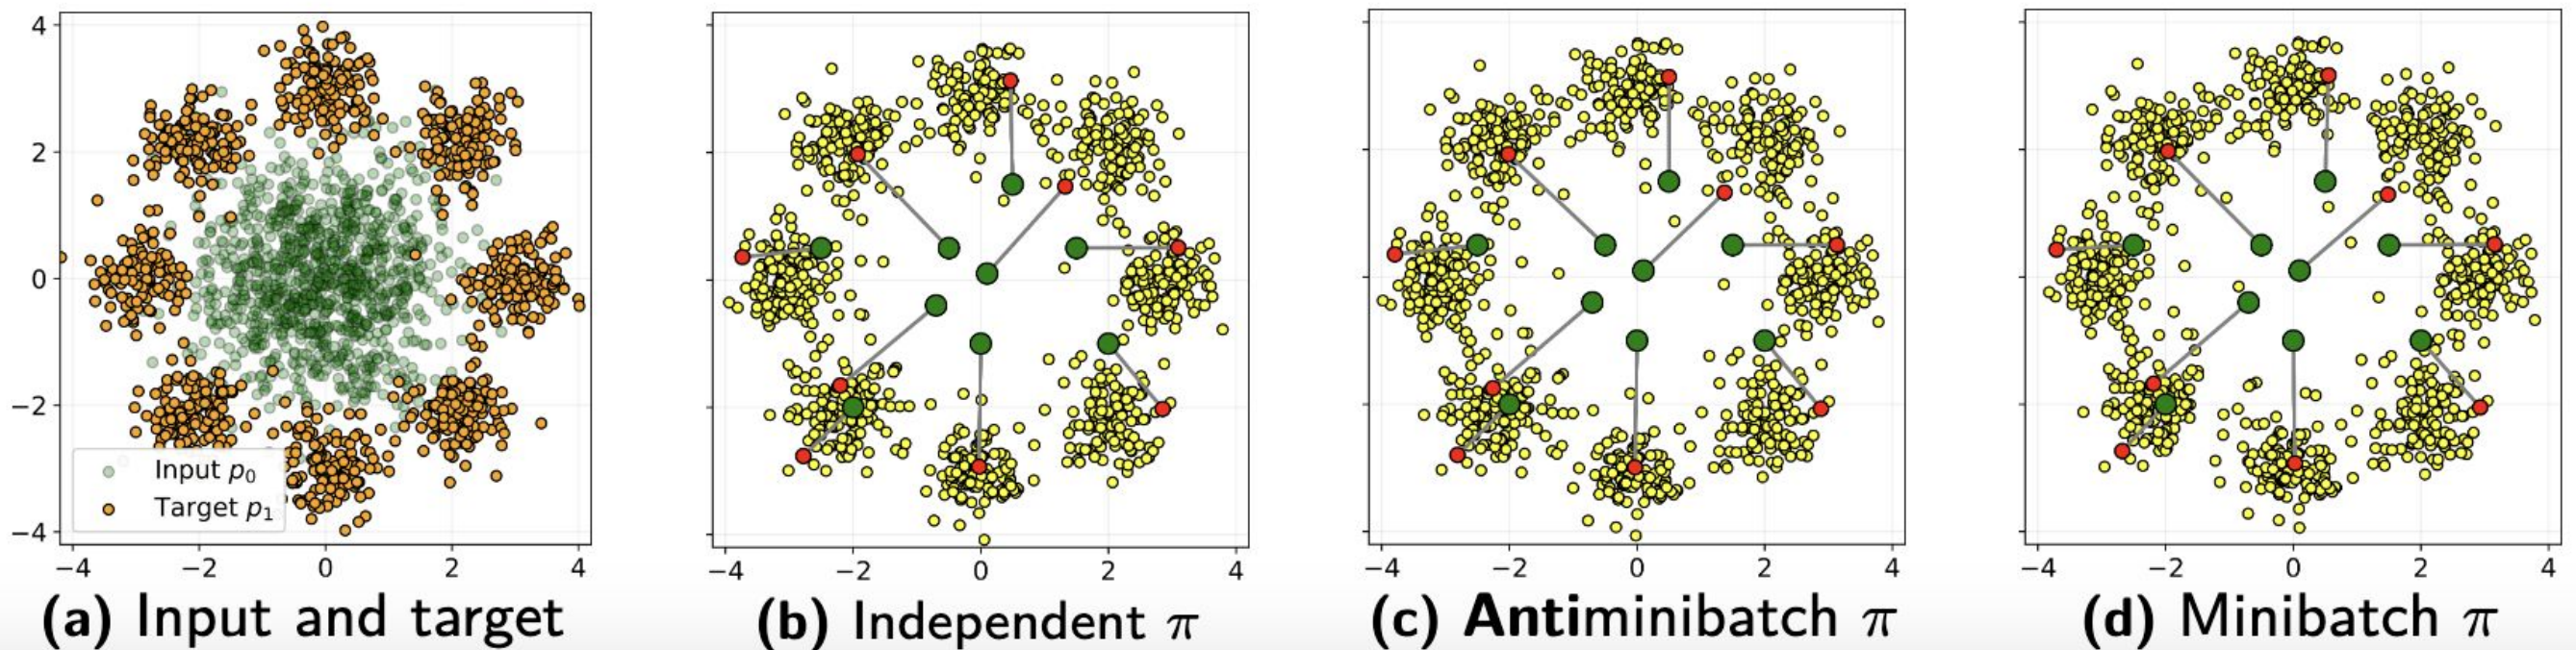 4
2
0
−2
−4
Input p₀
Target p₁
−4 −2 0 2 4
−4 −2 0 2 4
−4 −2 0 2 4
−4 −2 0 2 4
(a) Input and target
(b) Independent π
(c) Antiminibatch π
(d) Minibatch π